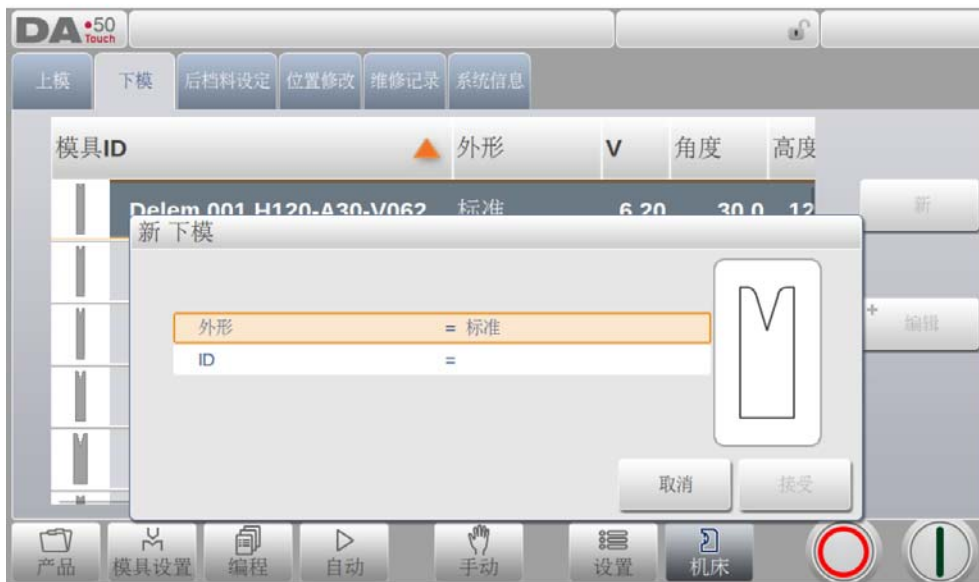 DA•50
Touch
上模 下模 后档料设定 位置修改 维修记录 系统信息
模具ID 外形 V 角度 高度
Delem 001 H120-A30-V062 标准 6.20 30.0 12
新
新 下模
外形 = 标准
ID =
+ 编辑
取消 接受
产品 模具设置 编程 自动 手动 设置 机床